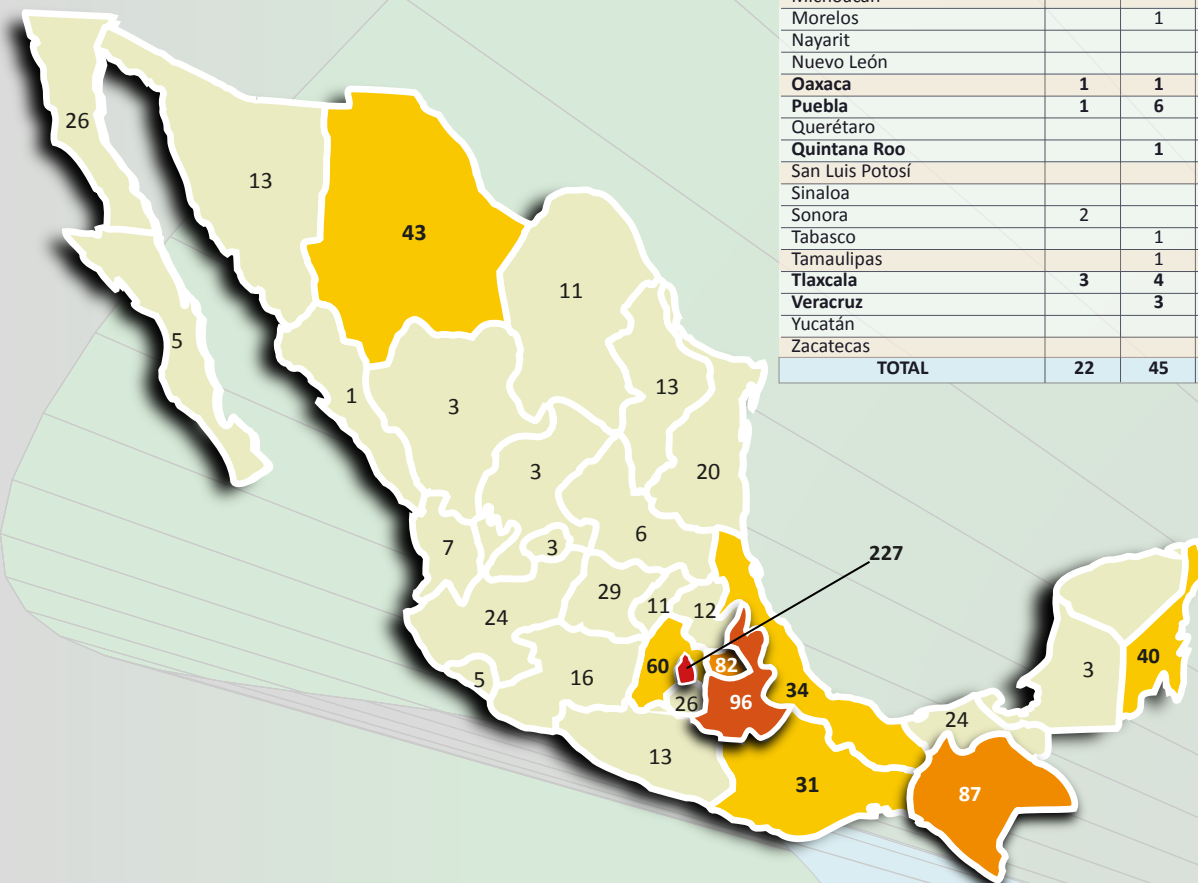 Michoacán
Morelos 1
Nayarit
Nuevo León
Oaxaca 1 1
Puebla 1 6
Querétaro
Quintana Roo 1
San Luis Potosí
Sinaloa
Sonora 2
Tabasco 1
Tamaulipas 1
Tlaxcala 3 4
Veracruz 3
Yucatán
Zacatecas
TOTAL 22 45
26
13
43
11
5
1
3
13
3
20
7
3
6
227
29
11
12
24
60
82
5
16
26
96
34
3
40
24
13
31
87